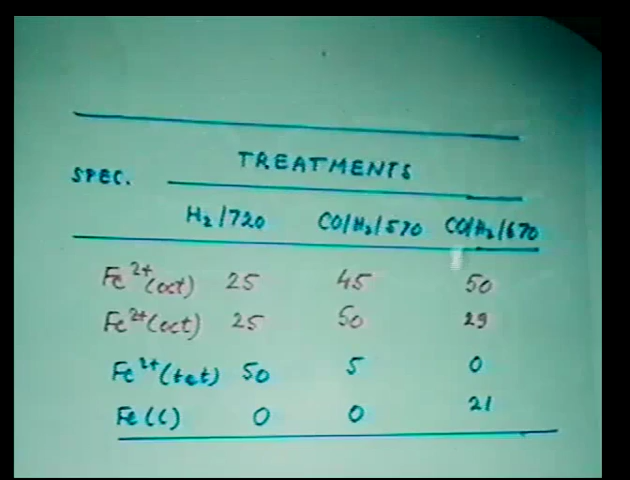 TREATMENTS
SPEC.
H₂/720 CO/H₂/570 CO/H₂/670
Fe²⁺(oct) 25 45 50
Fe²⁺(oct) 25 50 29
Fe²⁺(tet) 50 5 0
Fe(C) 0 0 21